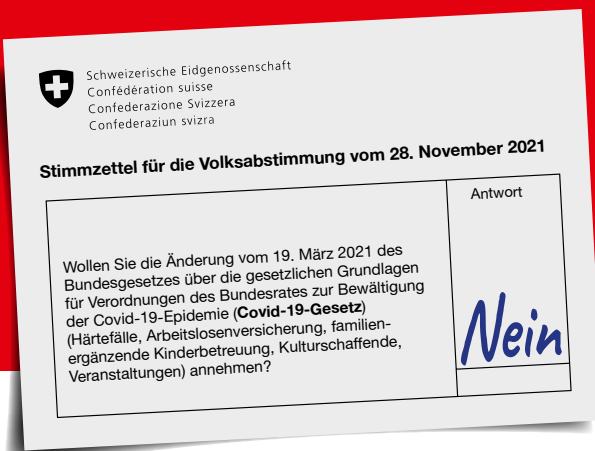 Schweizerische Eidgenossenschaft
Confédération suisse
Confederazione Svizzera
Confederaziun svizra
Stimmzettel für die Volksabstimmung vom 28. November 2021
Antwort
Wollen Sie die Änderung vom 19. März 2021 des
Bundesgesetzes über die gesetzlichen Grundlagen
für Verordnungen des Bundesrates zur Bewältigung
der Covid-19-Epidemie (Covid-19-Gesetz)
(Härtefälle, Arbeitslosenversicherung, familien-
ergänzende Kinderbetreuung, Kulturschaffende,
Veranstaltungen) annehmen?
Nein